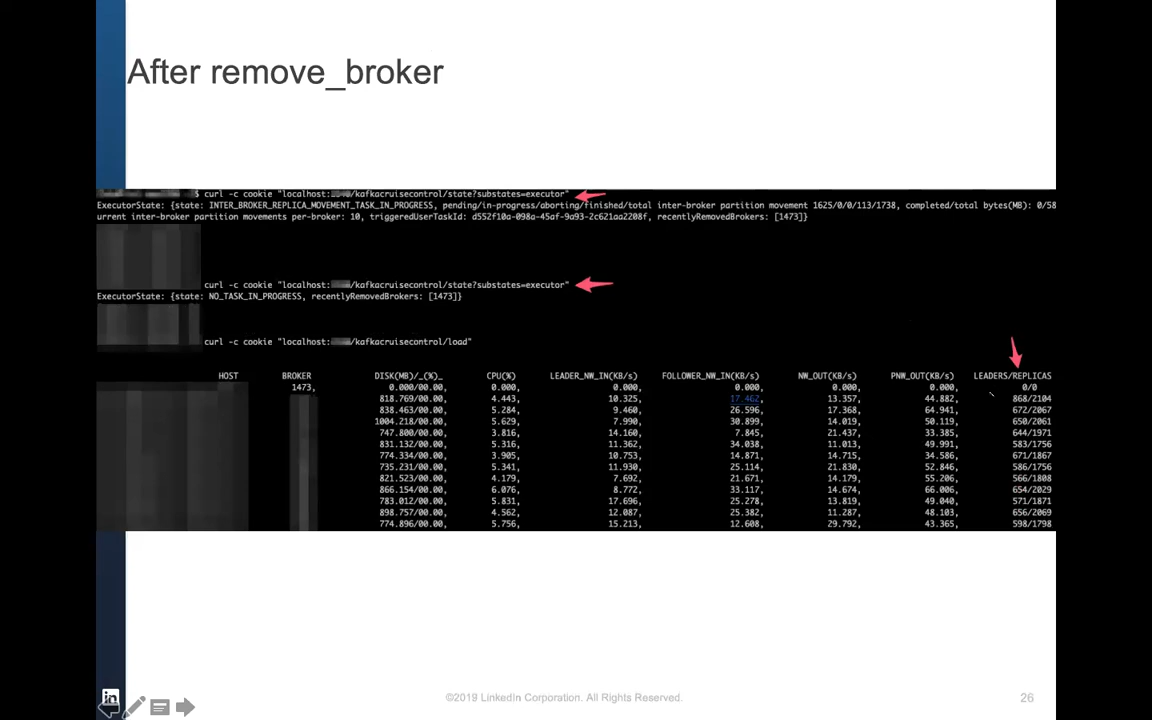 After remove_broker
$ curl -c cookie "localhost: /kafkacruisecontrol/state?substates=executor"
ExecutorState: {state: INTER_BROKER_REPLICA_MOVEMENT_TASK_IN_PROGRESS, pending/in-progress/aborting/finished/total inter-broker partition movement 1625/0/0/113/1738, completed/total bytes(MB): 0/58
urrent inter-broker partition movements per-broker: 10, triggeredUserTaskId: d552f10a-098a-45af-9a93-2c621aa2208f, recentlyRemovedBrokers: [1473]}
curl -c cookie "localhost: /kafkacruisecontrol/state?substates=executor"
ExecutorState: {state: NO_TASK_IN_PROGRESS, recentlyRemovedBrokers: [1473]}
curl -c cookie "localhost: /kafkacruisecontrol/load"
HOST BROKER DISK(MB)/_(%)_ CPU(%) LEADER_NW_IN(KB/s) FOLLOWER_NW_IN(KB/s) NW_OUT(KB/s) PNW_OUT(KB/s) LEADERS/REPLICAS
1473, 0.000/00.00, 0.000, 0.000, 0.000, 0.000, 0.000, 0/0
818.769/00.00, 4.443, 10.325, 17.462, 13.357, 44.882, 868/2104
838.463/00.00, 5.284, 9.460, 26.596, 17.368, 64.941, 672/2067
1004.218/00.00, 5.629, 7.990, 30.899, 14.019, 50.119, 650/2061
747.800/00.00, 3.816, 14.160, 7.845, 21.437, 33.385, 644/1971
831.132/00.00, 5.316, 11.362, 34.038, 11.013, 49.991, 583/1756
774.334/00.00, 3.905, 10.753, 14.871, 14.715, 34.586, 671/1867
735.231/00.00, 5.341, 11.930, 25.114, 21.830, 52.846, 586/1756
821.523/00.00, 4.179, 7.692, 21.671, 14.179, 55.206, 566/1808
866.154/00.00, 6.076, 8.772, 33.117, 14.674, 66.006, 654/2029
783.012/00.00, 5.831, 17.696, 25.278, 13.819, 49.040, 571/1871
898.757/00.00, 4.562, 12.087, 25.382, 11.287, 48.103, 656/2069
774.896/00.00, 5.756, 15.213, 12.608, 29.792, 43.365, 598/1798
in
©2019 LinkedIn Corporation. All Rights Reserved.
26